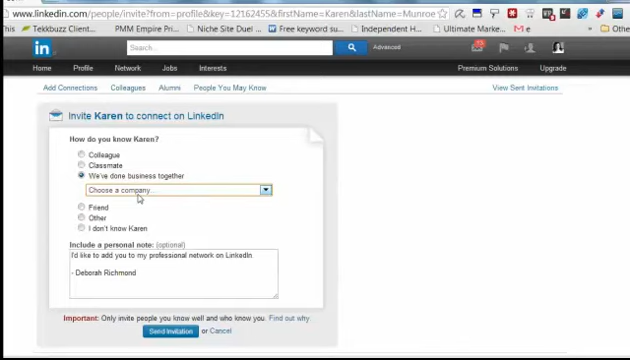 www.linkedin.com/people/invite?from=profile&key=12162455&firstName=Karen&lastName=Munroe
This Tekkbuzz Client... PMM Empire Pri... Niche Site Duel ... Free keyword su... Independent H... Ultimate Marke... M e » Othe
in Search... Advanced
Home Profile Network Jobs Interests Premium Solutions Upgrade
Add Connections Colleagues Alumni People You May Know View Sent Invitations
Invite Karen to connect on LinkedIn
How do you know Karen?
Colleague
Classmate
We've done business together
Choose a company...
Friend
Other
I don't know Karen
Include a personal note: (optional)
I'd like to add you to my professional network on LinkedIn
- Deborah Richmond
Important: Only invite people you know well and who know you. Find out why.
Send Invitation or Cancel